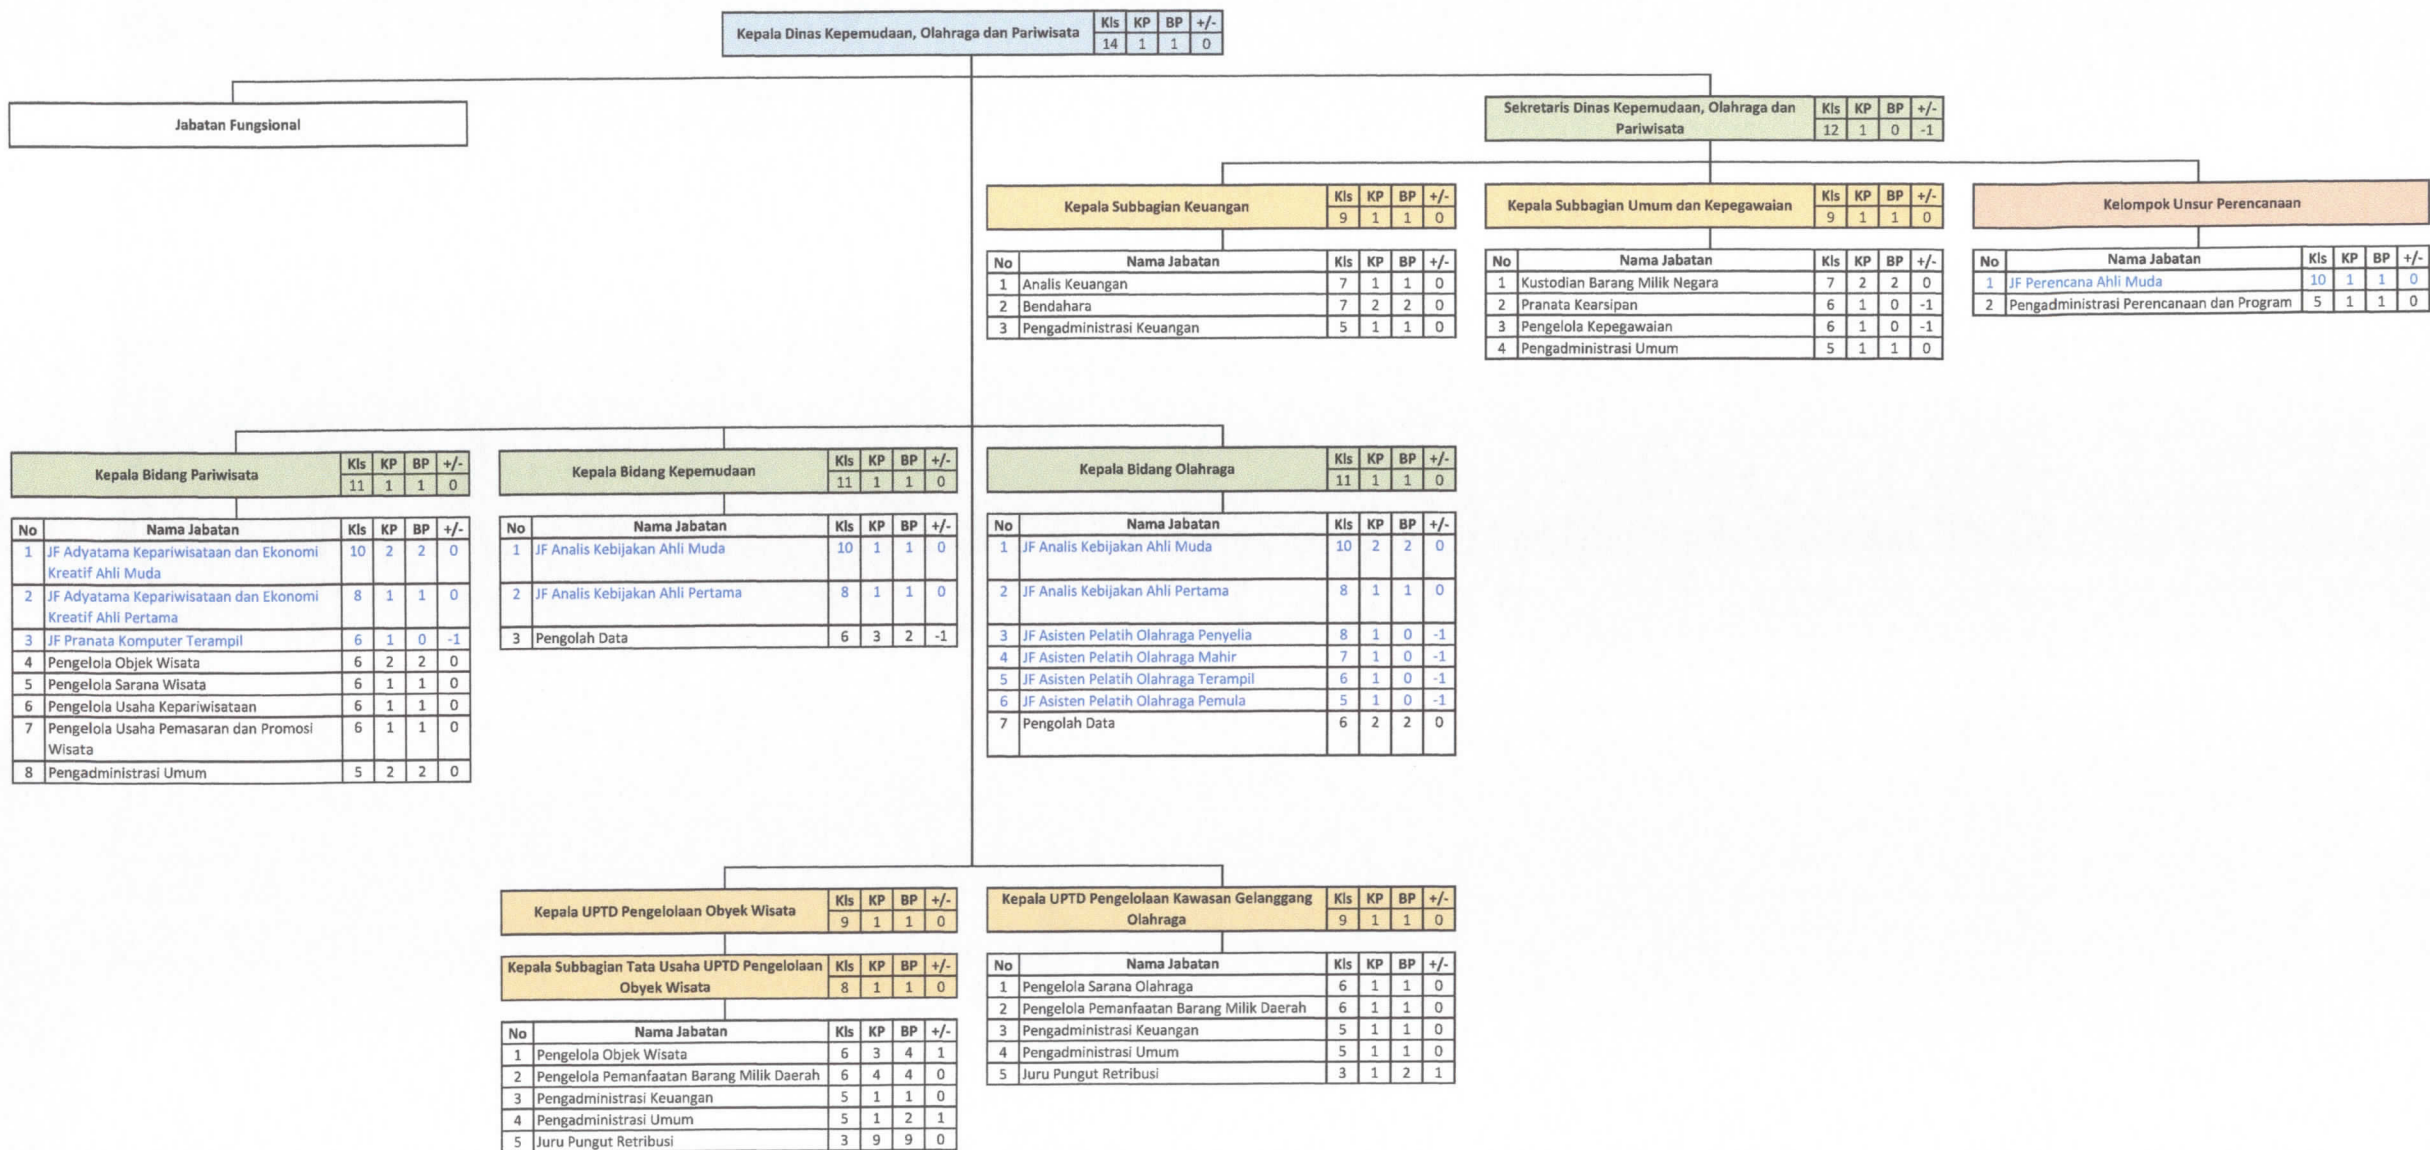 Kepala Dinas Kepemudaan, Olahraga dan Pariwisata
Kls KP BP +/-
14 1 1 0
Jabatan Fungsional
Sekretaris Dinas Kepemudaan, Olahraga dan
Pariwisata
Kls KP BP +/-
12 1 0 -1
Kepala Subbagian Keuangan
Kls KP BP +/-
9 1 1 0
No Nama Jabatan Kls KP BP +/-
1 Analis Keuangan 7 1 1 0
2 Bendahara 7 2 2 0
3 Pengadministrasi Keuangan 5 1 1 0
Kepala Subbagian Umum dan Kepegawaian
Kls KP BP +/-
9 1 1 0
No Nama Jabatan Kls KP BP +/-
1 Kustodian Barang Milik Negara 7 2 2 0
2 Pranata Kearsipan 6 1 0 -1
3 Pengelola Kepegawaian 6 1 0 -1
4 Pengadministrasi Umum 5 1 1 0
Kelompok Unsur Perencanaan
No Nama Jabatan Kls KP BP +/-
1 JF Perencana Ahli Muda 10 1 1 0
2 Pengadministrasi Perencanaan dan Program 5 1 1 0
Kepala Bidang Pariwisata
Kls KP BP +/-
11 1 1 0
No Nama Jabatan Kls KP BP +/-
1 JF Adyatama Kepariwisataan dan Ekonomi 10 2 2 0
Kreatif Ahli Muda
2 JF Adyatama Kepariwisataan dan Ekonomi 8 1 1 0
Kreatif Ahli Pertama
3 JF Pranata Komputer Terampil 6 1 0 -1
4 Pengelola Objek Wisata 6 2 2 0
5 Pengelola Sarana Wisata 6 1 1 0
6 Pengelola Usaha Kepariwisataan 6 1 1 0
7 Pengelola Usaha Pemasaran dan Promosi 6 1 1 0
Wisata
8 Pengadministrasi Umum 5 2 2 0
Kepala Bidang Kepemudaan
Kls KP BP +/-
11 1 1 0
No Nama Jabatan Kls KP BP +/-
1 JF Analis Kebijakan Ahli Muda 10 1 1 0
2 JF Analis Kebijakan Ahli Pertama 8 1 1 0
3 Pengolah Data 6 3 2 -1
Kepala Bidang Olahraga
Kls KP BP +/-
11 1 1 0
No Nama Jabatan Kls KP BP +/-
1 JF Analis Kebijakan Ahli Muda 10 2 2 0
2 JF Analis Kebijakan Ahli Pertama 8 1 1 0
3 JF Asisten Pelatih Olahraga Penyelia 8 1 0 -1
4 JF Asisten Pelatih Olahraga Mahir 7 1 0 -1
5 JF Asisten Pelatih Olahraga Terampil 6 1 0 -1
6 JF Asisten Pelatih Olahraga Pemula 5 1 0 -1
7 Pengolah Data 6 2 2 0
Kepala UPTD Pengelolaan Obyek Wisata
Kls KP BP +/-
9 1 1 0
Kepala Subbagian Tata Usaha UPTD Pengelolaan
Obyek Wisata
Kls KP BP +/-
8 1 1 0
No Nama Jabatan Kls KP BP +/-
1 Pengelola Objek Wisata 6 3 4 1
2 Pengelola Pemanfaatan Barang Milik Daerah 6 4 4 0
3 Pengadministrasi Keuangan 5 1 1 0
4 Pengadministrasi Umum 5 1 2 1
5 Juru Pungut Retribusi 3 9 9 0
Kepala UPTD Pengelolaan Kawasan Gelanggang
Olahraga
Kls KP BP +/-
9 1 1 0
No Nama Jabatan Kls KP BP +/-
1 Pengelola Sarana Olahraga 6 1 1 0
2 Pengelola Pemanfaatan Barang Milik Daerah 6 1 1 0
3 Pengadministrasi Keuangan 5 1 1 0
4 Pengadministrasi Umum 5 1 1 0
5 Juru Pungut Retribusi 3 1 2 1